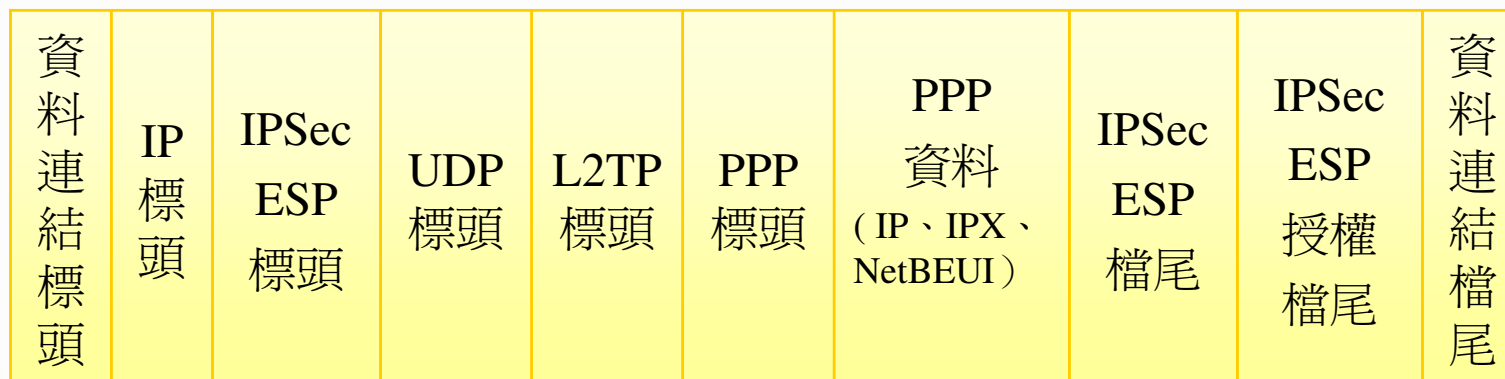 資料連結標頭
IP
標
頭
IPSec
ESP
標頭
UDP
標頭
L2TP
標頭
PPP
標頭
PPP
資料
( IP、IPX、
NetBEUI）
IPSec
ESP
檔尾
IPSec
ESP
授權
檔尾
資料連結檔尾